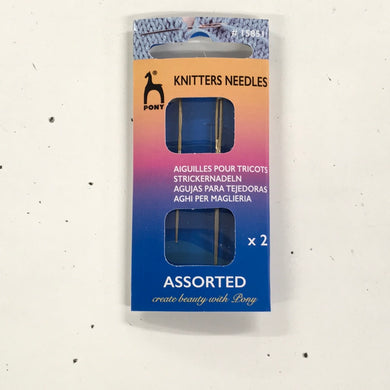 # 15851
PONY
KNITTERS NEEDLES
AIGUILLES POUR TRICOTS
STRICKERNADELN
AGUJAS PARA TEJEDORAS
AGHI PER MAGLIERIA
x 2
ASSORTED
create beauty with Pony